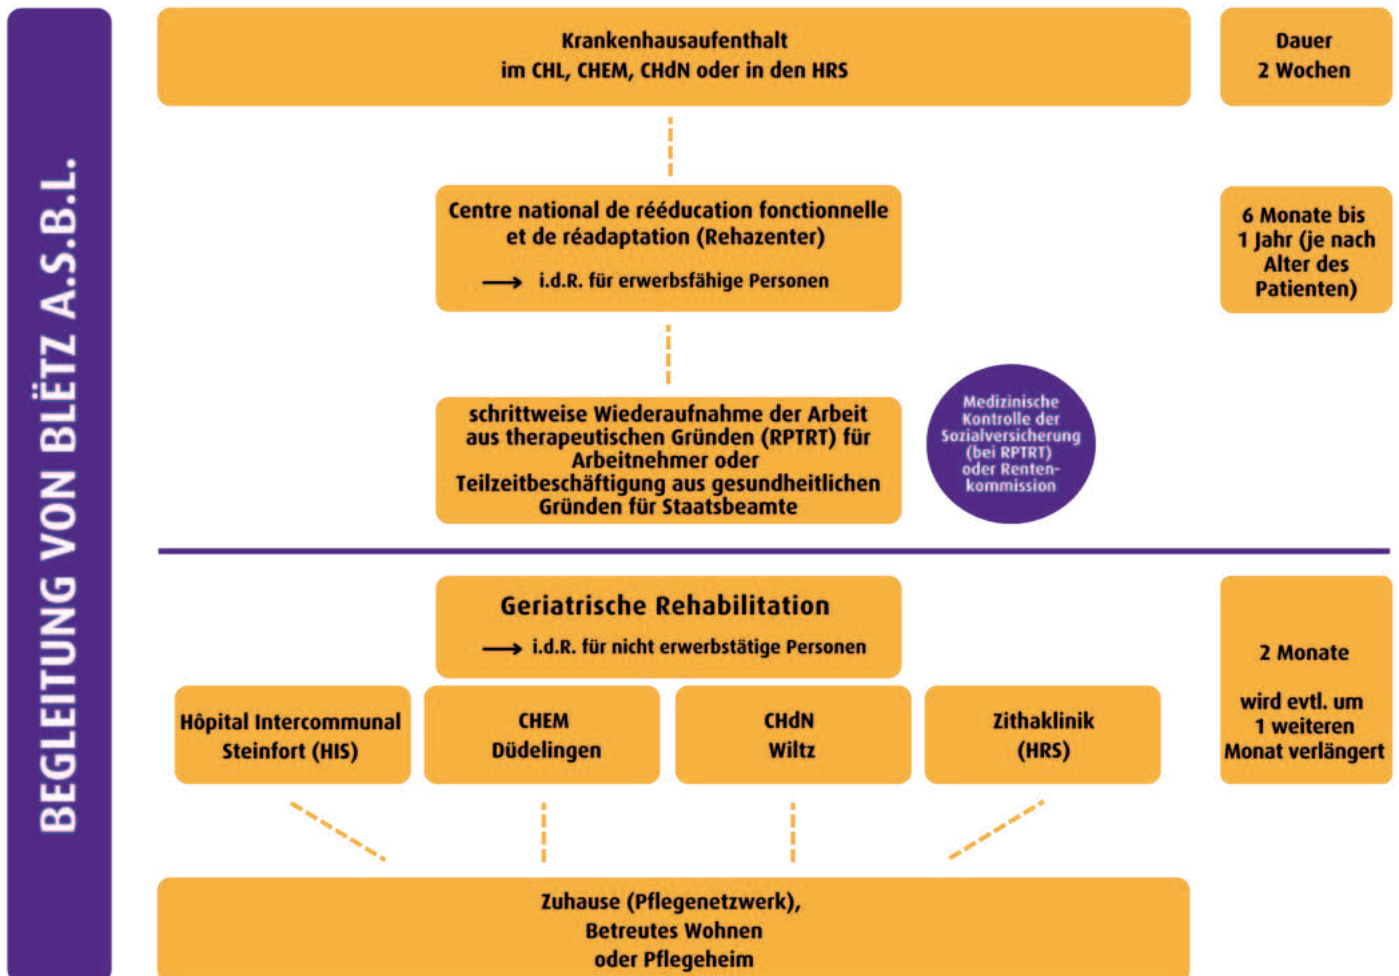 BEGLEITUNG VON BLËTZ A.S.B.L.
Krankenhausaufenthalt
im CHL, CHEM, CHdN oder in den HRS
Dauer
2 Wochen
Centre national de rééducation fonctionnelle
et de réadaptation (Rehazenter)
→ i.d.R. für erwerbsfähige Personen
6 Monate bis
1 Jahr (je nach
Alter des
Patienten)
schrittweise Wiederaufnahme der Arbeit
aus therapeutischen Gründen (RPTRT) für
Arbeitnehmer oder
Teilzeitbeschäftigung aus gesundheitlichen
Gründen für Staatsbeamte
Medizinische
Kontrolle der
Sozialversicherung
(bei RPTRT)
oder Renten-
kommission
Geriatrische Rehabilitation
→ i.d.R. für nicht erwerbstätige Personen
2 Monate
wird evtl. um
1 weiteren
Monat verlängert
Hôpital Intercommunal
Steinfort (HIS)
CHEM
Düdelingen
CHdN
Wiltz
Zithaklinik
(HRS)
Zuhause (Pflegenetzwerk),
Betreutes Wohnen
oder Pflegeheim